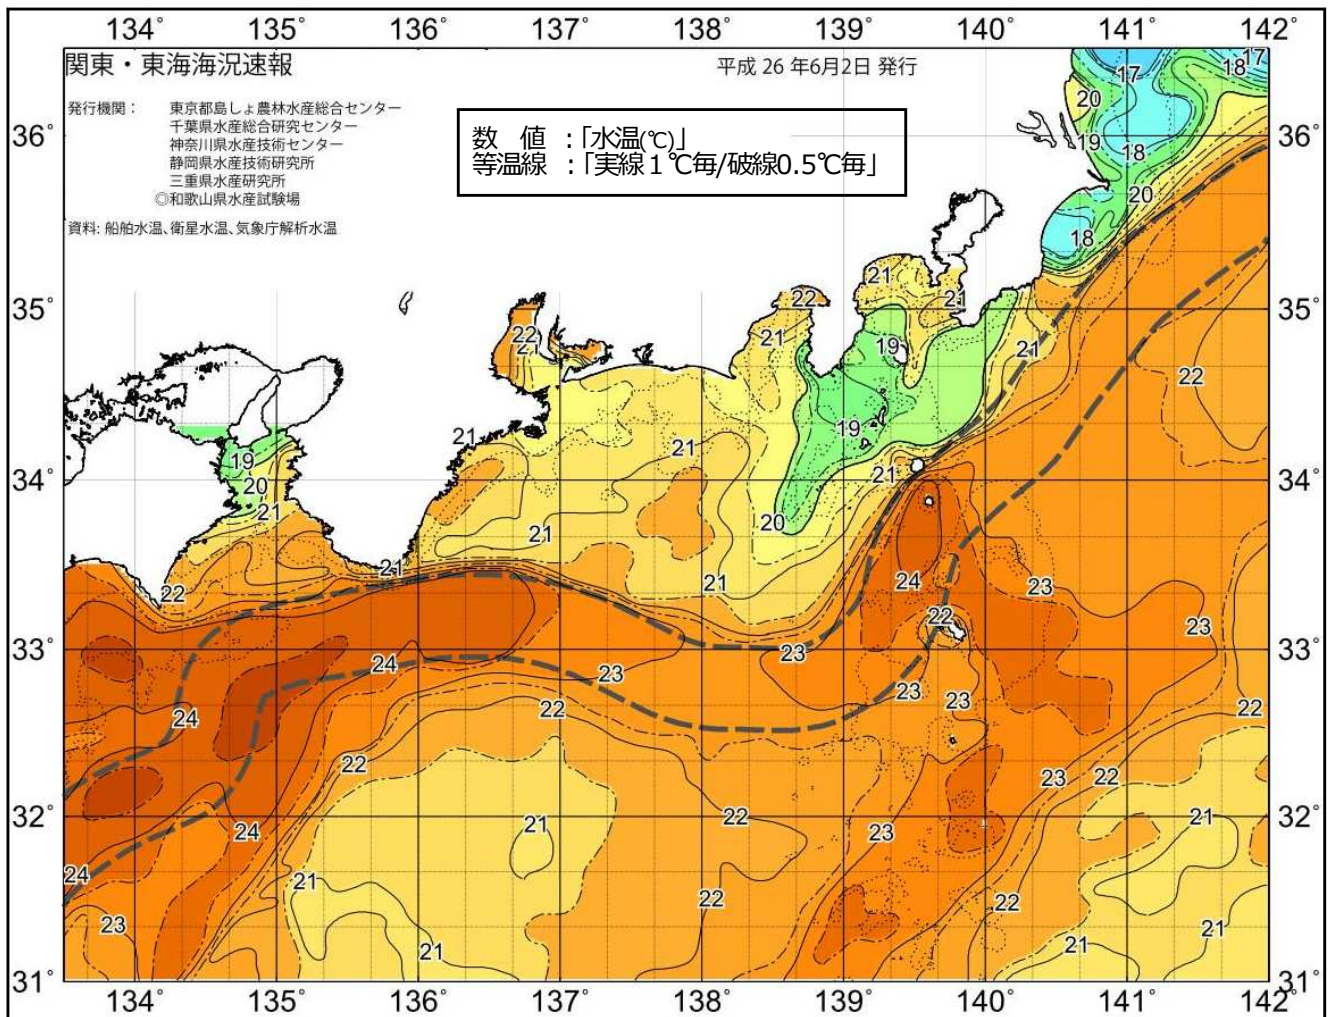 134° 135° 136° 137° 138° 139° 140° 141° 142°
関東・東海海況速報
平成 26 年6月2日 発行
発行機関: 東京都島しょ農林水産総合センター
千葉県水産総合研究センター
神奈川県水産技術センター
静岡県水産技術研究所
三重県水産研究所
◎和歌山県水産試験場
資料: 船舶水温、衛星水温、気象庁解析水温
数 値 :「水温(℃)」
等温線 :「実線1℃毎/破線0.5℃毎」
17 18 17
20
36° 36°
19 18
20
18
21 21
22
35° 35°
22 21 19 21
21
22
19
21 21
19 34° 21 34°
20
21 20
21
21 21
22 24 23
22
23
33° 24 23 23 33°
23 23
24 22 22
22 23 22
32° 24 21 22 23 21 32°
24 21
22 22
23 21 21 21
31° 31°
134° 135° 136° 137° 138° 139° 140° 141° 142°